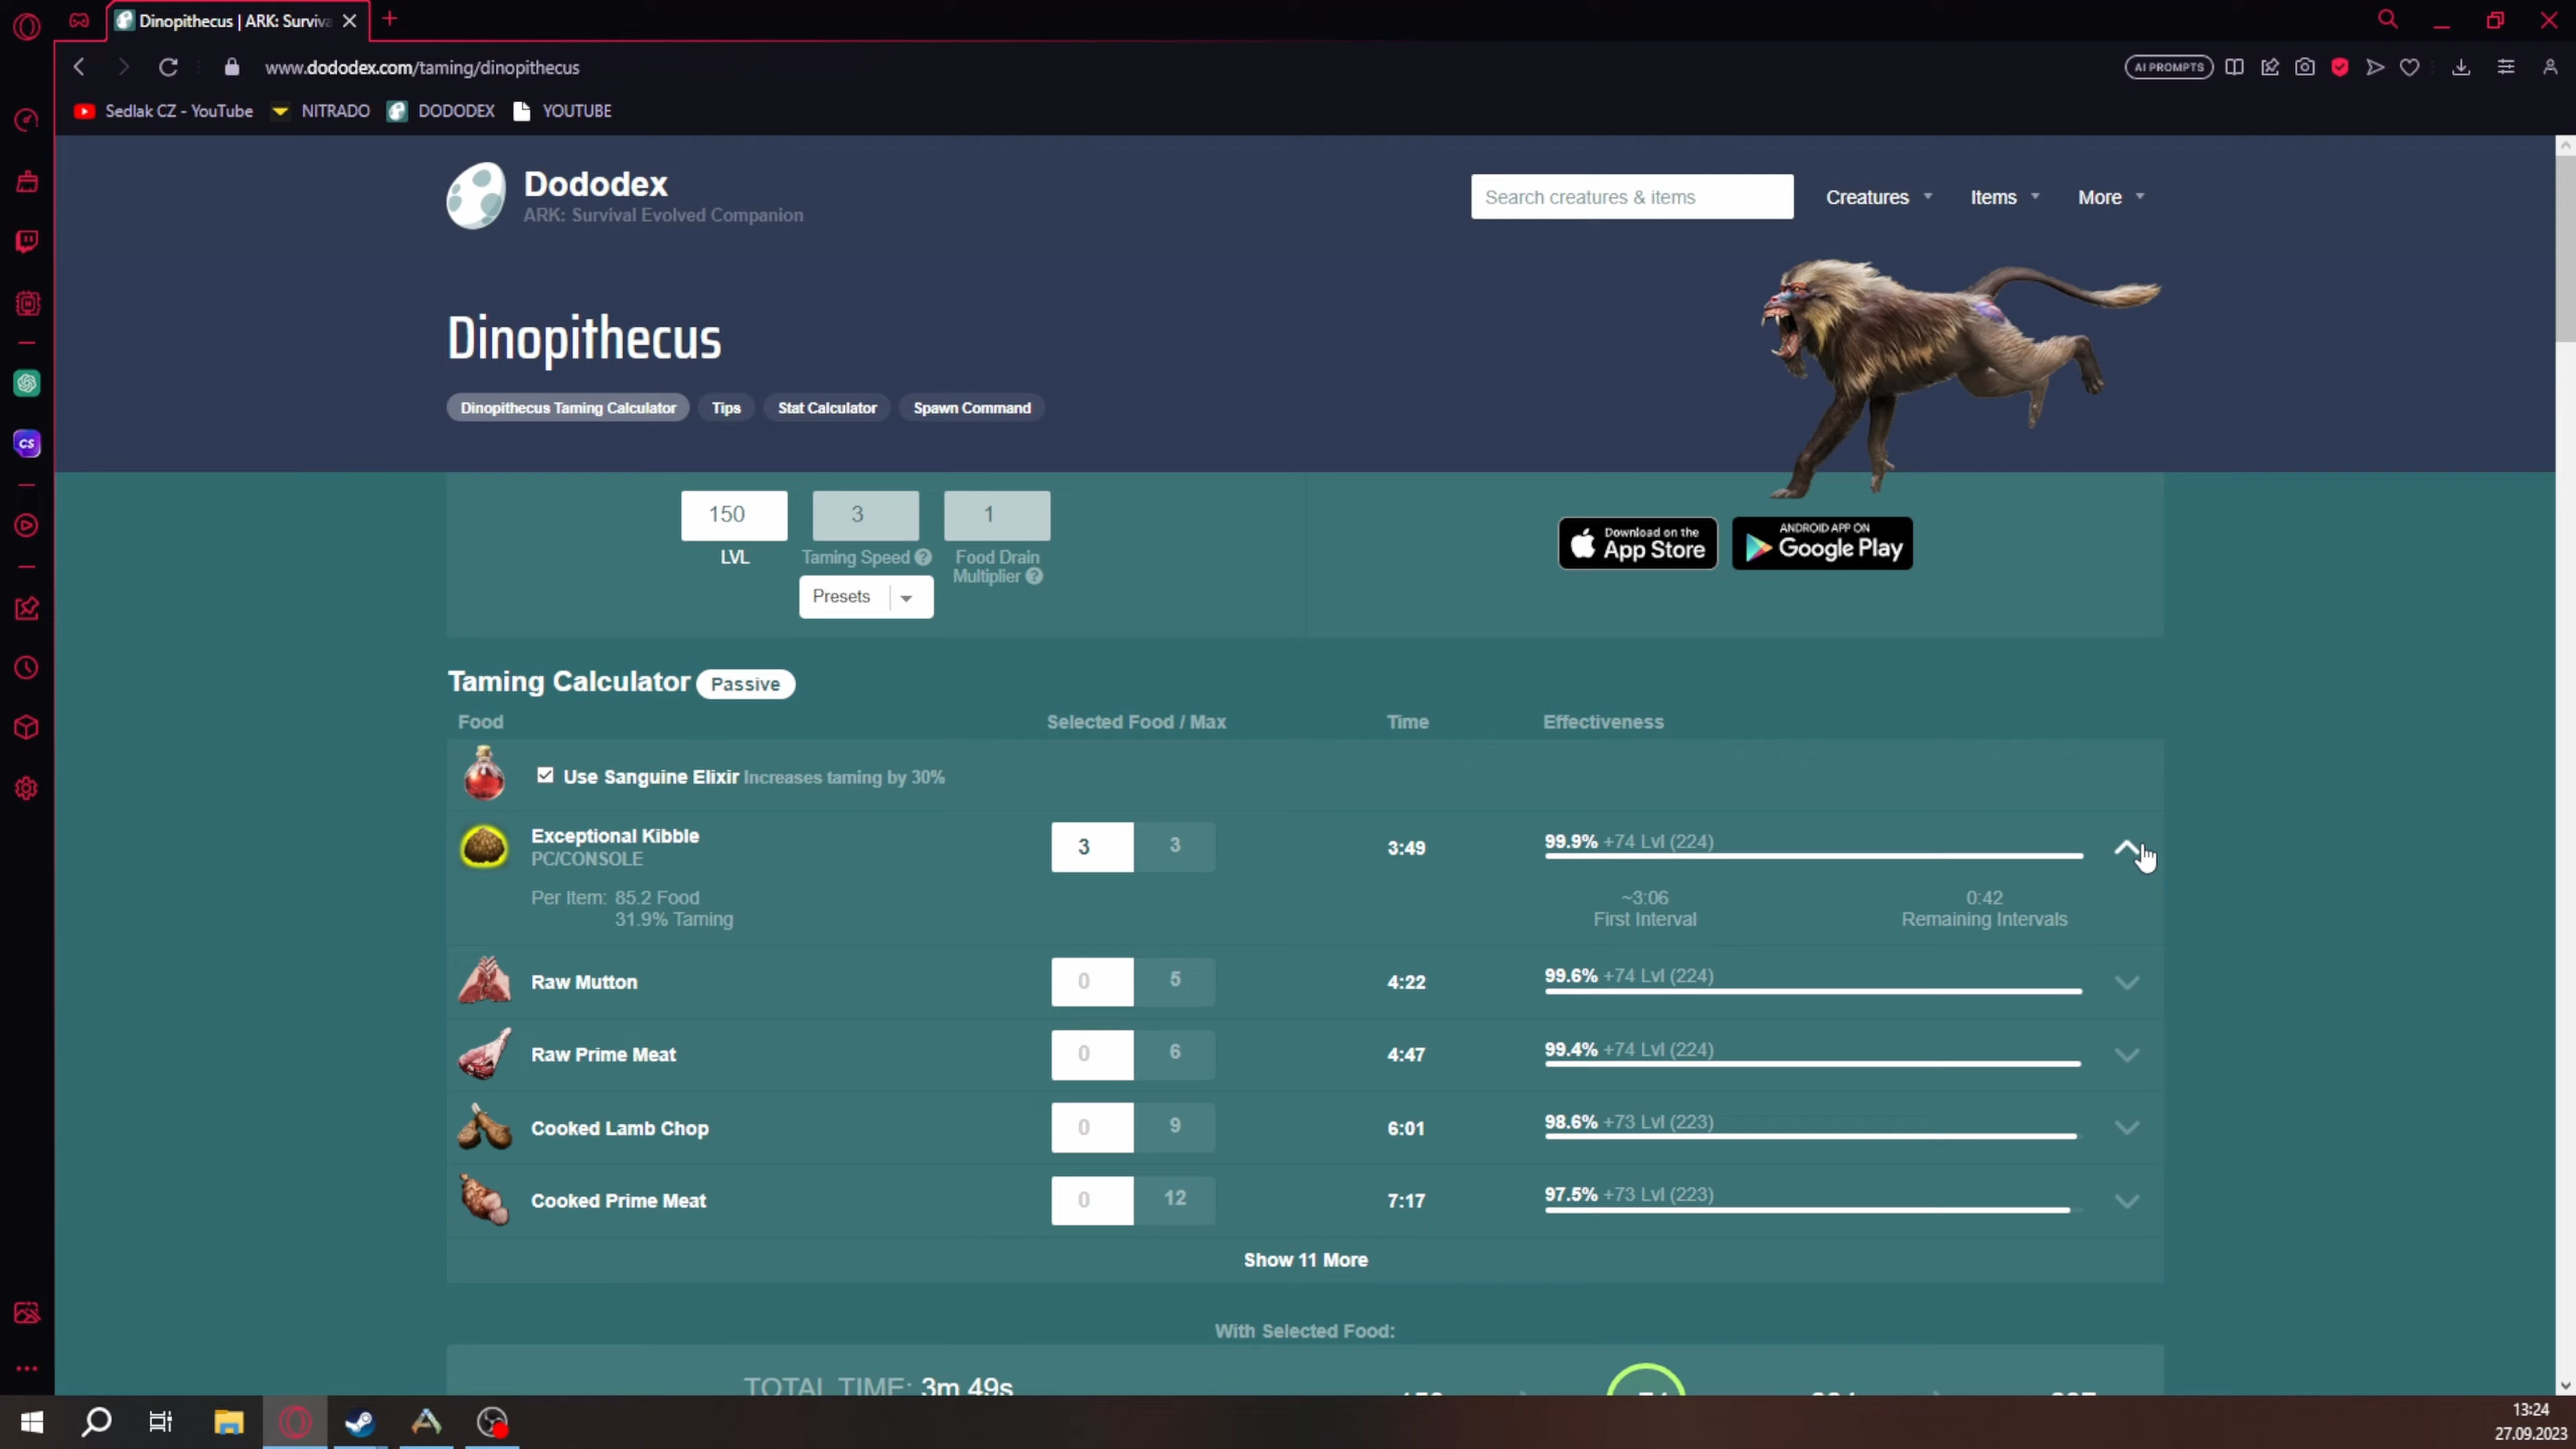 Dinopithecus | ARK: Surviva
www.dododex.com/taming/dinopithecus
AI PROMPTS
Sedlak CZ - YouTube NITRADO DODODEX YOUTUBE
Dododex
ARK: Survival Evolved Companion
Search creatures & items
Creatures Items More
Dinopithecus
Dinopithecus Taming Calculator Tips Stat Calculator Spawn Command
150 3 1
LVL Taming Speed ? Food Drain
Multiplier ?
Presets
Download on the
App Store
ANDROID APP ON
Google Play
Taming Calculator Passive
Food Selected Food / Max Time Effectiveness
Use Sanguine Elixir Increases taming by 30%
Exceptional Kibble 3 3 3:49 99.9% +74 Lvl (224)
PC/CONSOLE
Per Item: 85.2 Food ~3:06 0:42
31.9% Taming First Interval Remaining Intervals
Raw Mutton 0 5 4:22 99.6% +74 Lvl (224)
Raw Prime Meat 0 6 4:47 99.4% +74 Lvl (224)
Cooked Lamb Chop 0 9 6:01 98.6% +73 Lvl (223)
Cooked Prime Meat 0 12 7:17 97.5% +73 Lvl (223)
Show 11 More
With Selected Food:
TOTAL TIME: 3m 49s
CS
13:24
27.09.2023